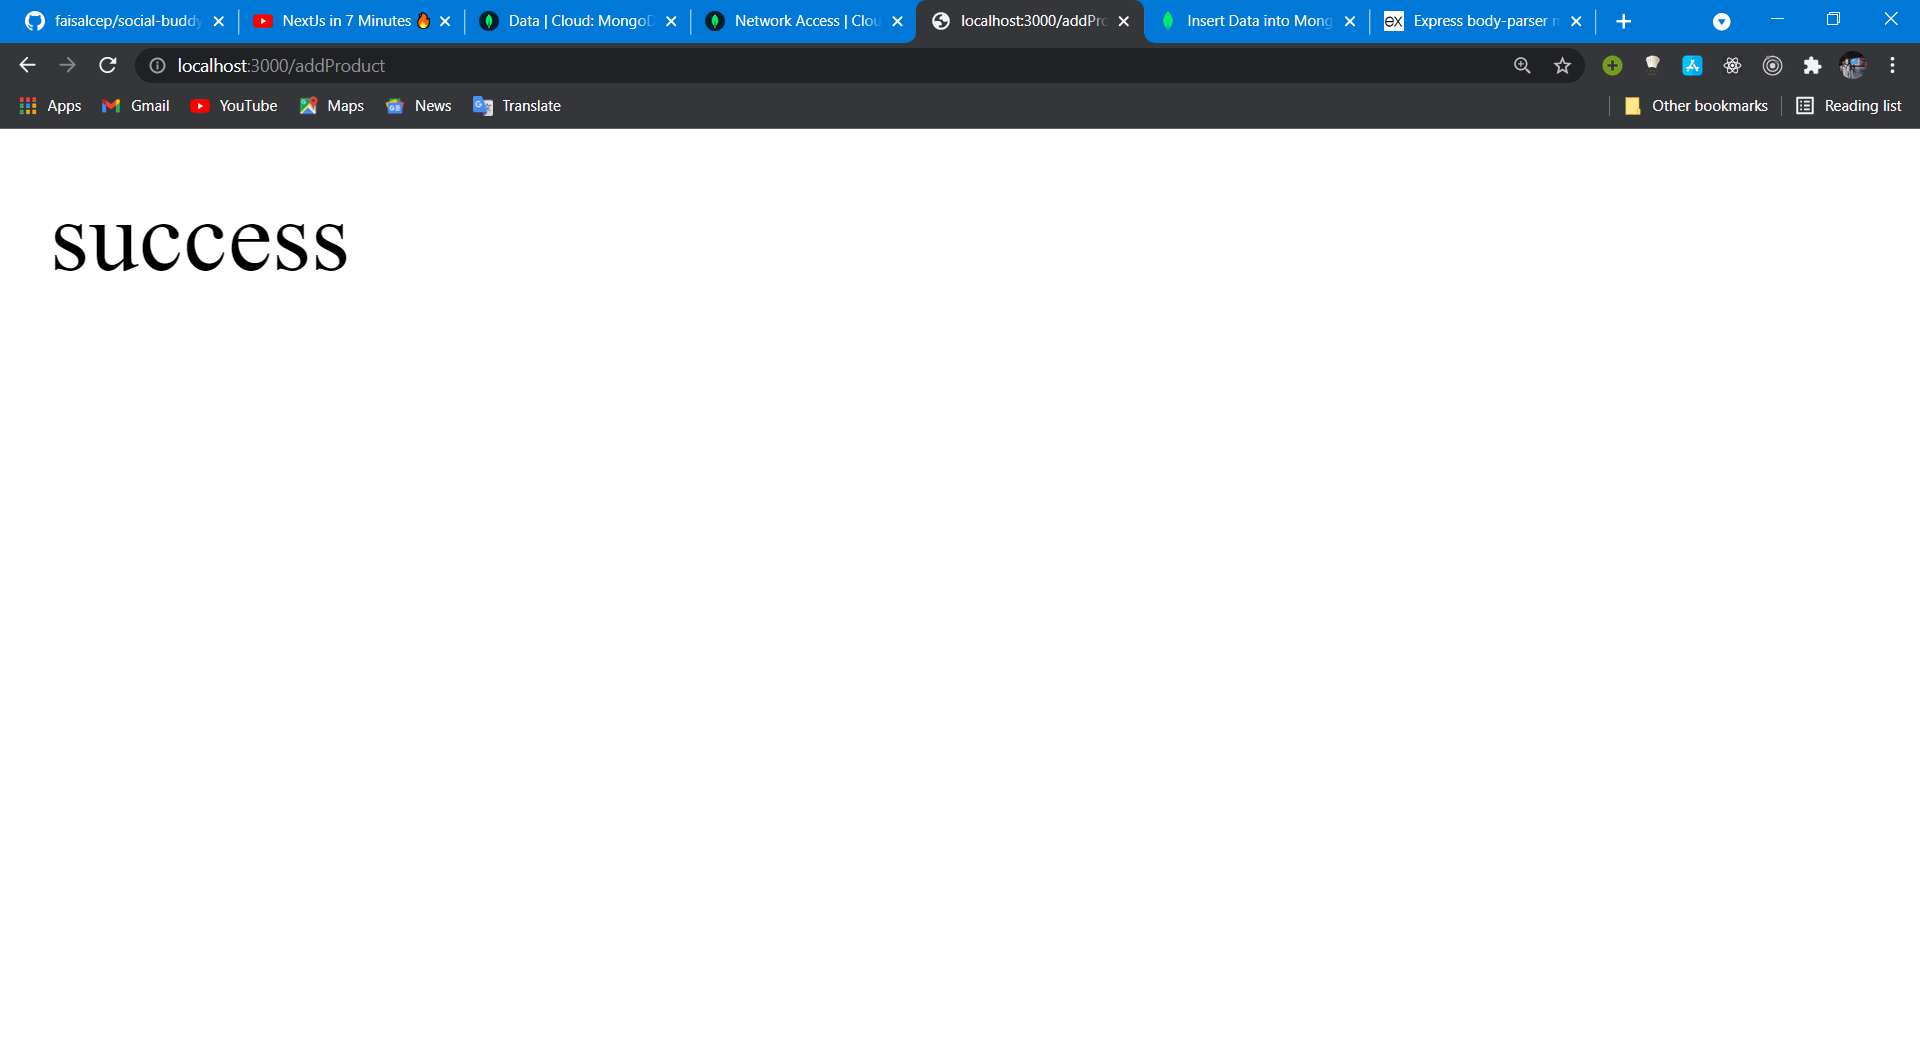 faisalcep/social-buddy
NextJs in 7 Minutes
Data | Cloud: MongoD
Network Access | Clou
localhost:3000/addPro
Insert Data into Mong
Express body-parser
localhost:3000/addProduct
Apps
Gmail
YouTube
Maps
News
Translate
Other bookmarks
Reading list
success